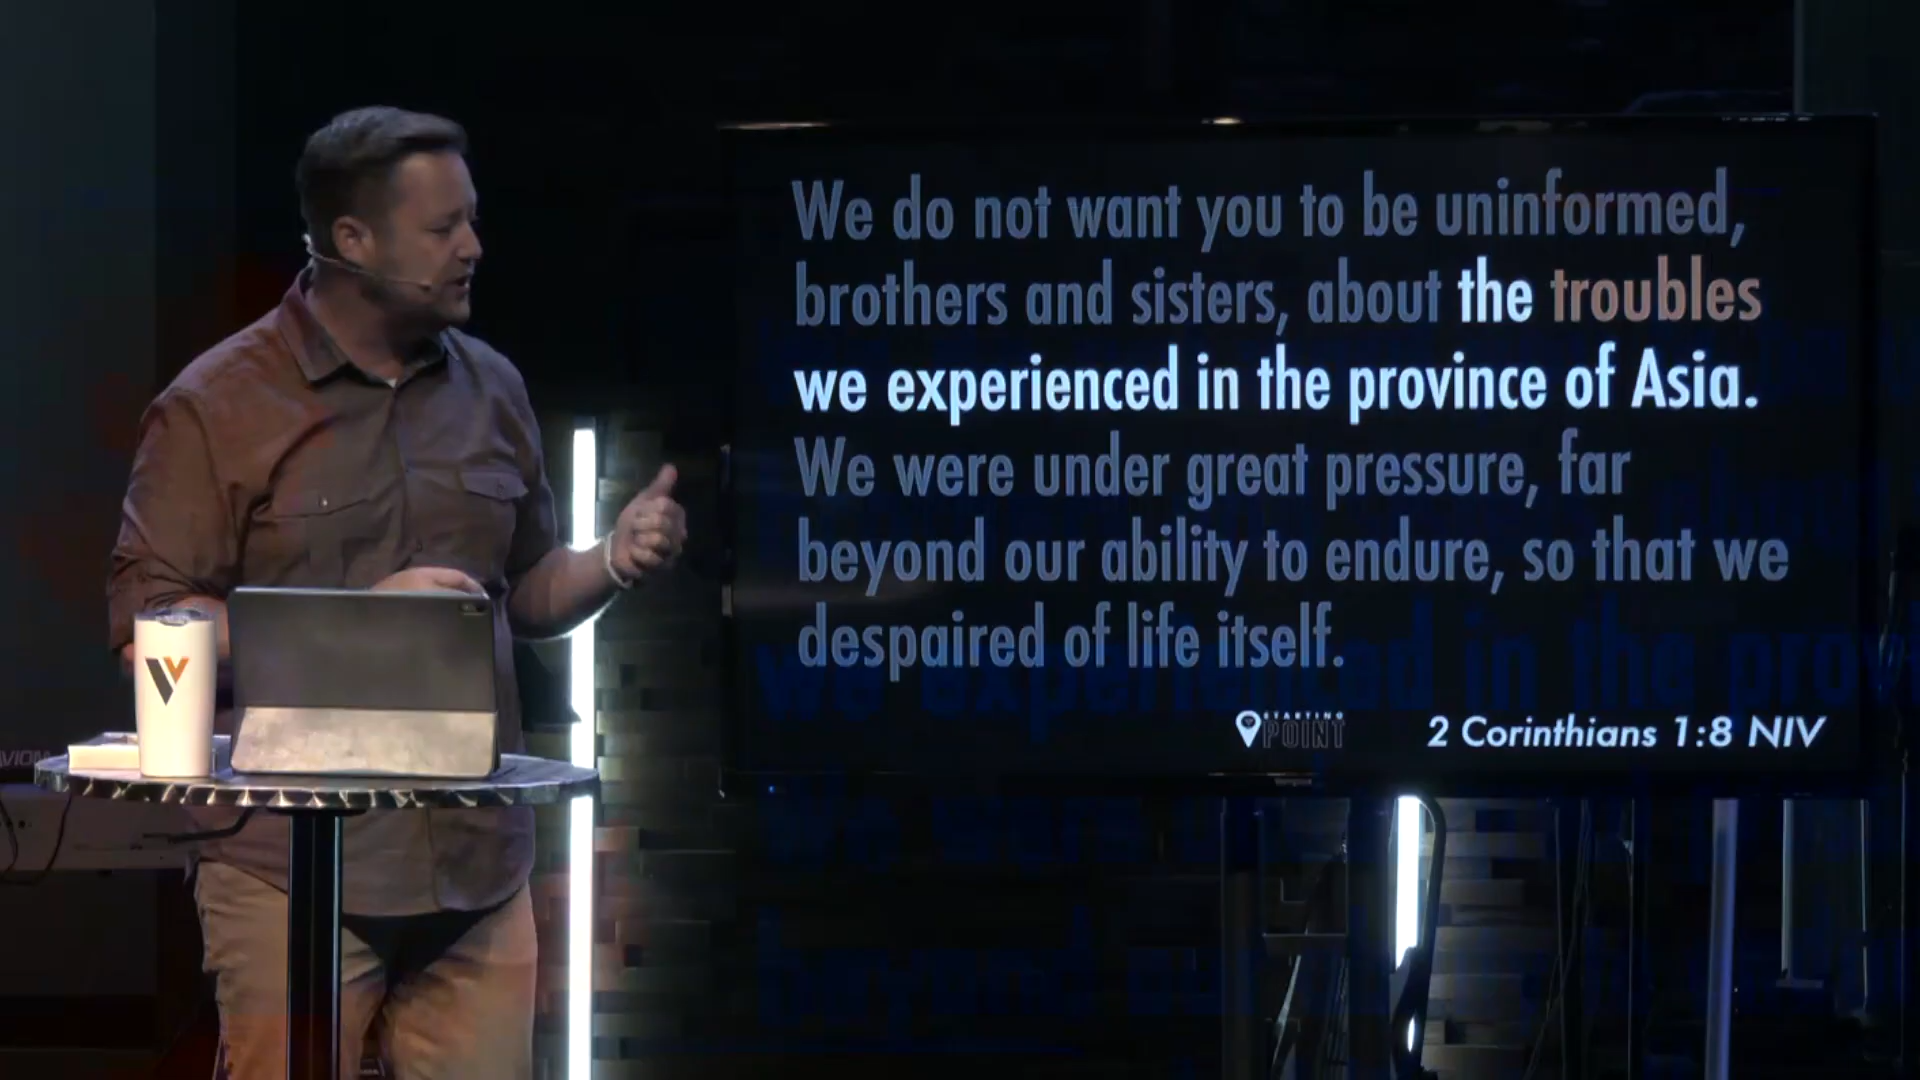 We do not want you to be uninformed,
brothers and sisters, about the troubles
we experienced in the province of Asia.
We were under great pressure, far
beyond our ability to endure, so that we
despaired of life itself.
STARTING
POINT
2 Corinthians 1:8 NIV